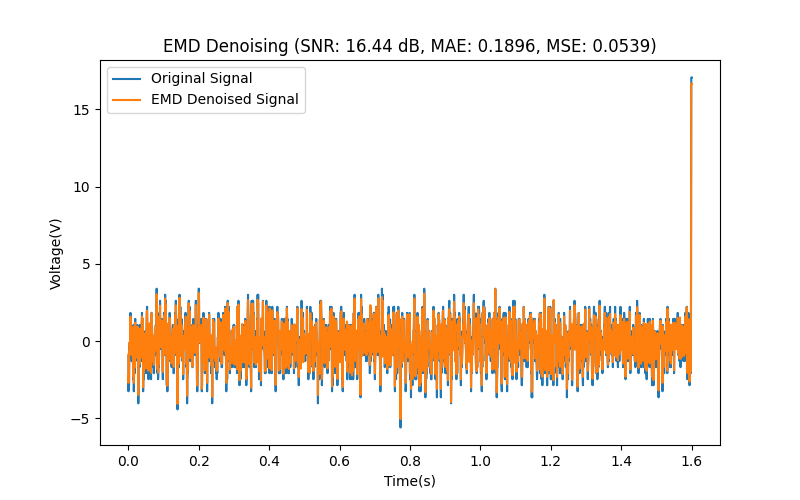 EMD Denoising (SNR: 16.44 dB, MAE: 0.1896, MSE: 0.0539)
Original Signal
EMD Denoised Signal
15
10
5
0
−5
Voltage(V)
0.0 0.2 0.4 0.6 0.8 1.0 1.2 1.4 1.6
Time(s)